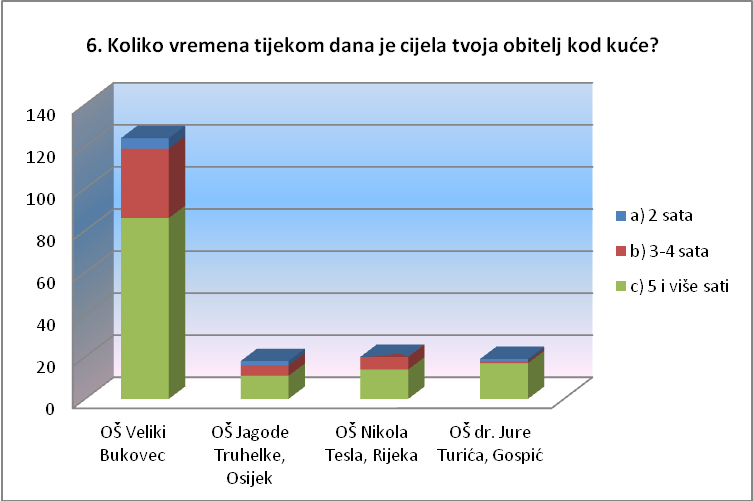 6. Koliko vremena tijekom dana je cijela tvoja obitelj kod kuće?
140
120
100
80
60
40
20
0
a) 2 sata
b) 3-4 sata
c) 5 i više sati
OŠ Veliki
Bukovec
OŠ Jagode
Truhelke,
Osijek
OŠ Nikola
Tesla, Rijeka
OŠ dr. Jure
Turića, Gospić